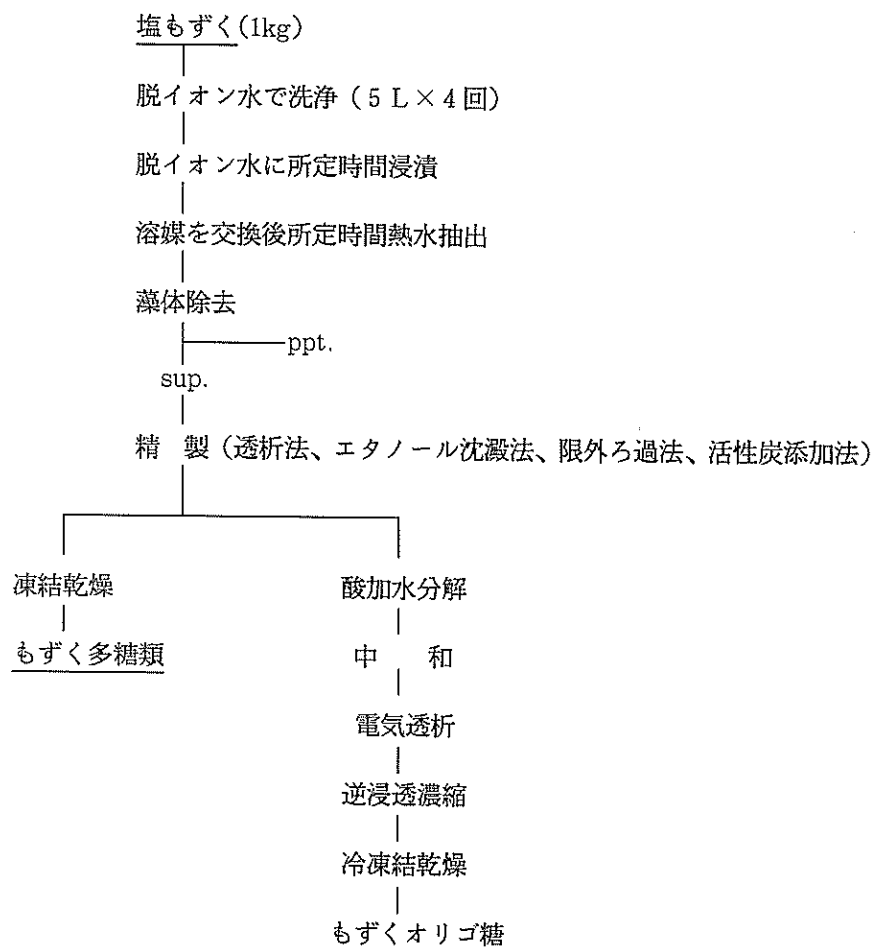 塩もずく(1kg)
脱イオン水で洗浄（5 L×4回）
脱イオン水に所定時間浸漬
溶媒を交換後所定時間熱水抽出
藻体除去
ppt.
sup.
精　製（透析法、エタノール沈澱法、限外ろ過法、活性炭添加法）
凍結乾燥
もずく多糖類
酸加水分解
中　和
電気透析
逆浸透濃縮
冷凍結乾燥
もずくオリゴ糖